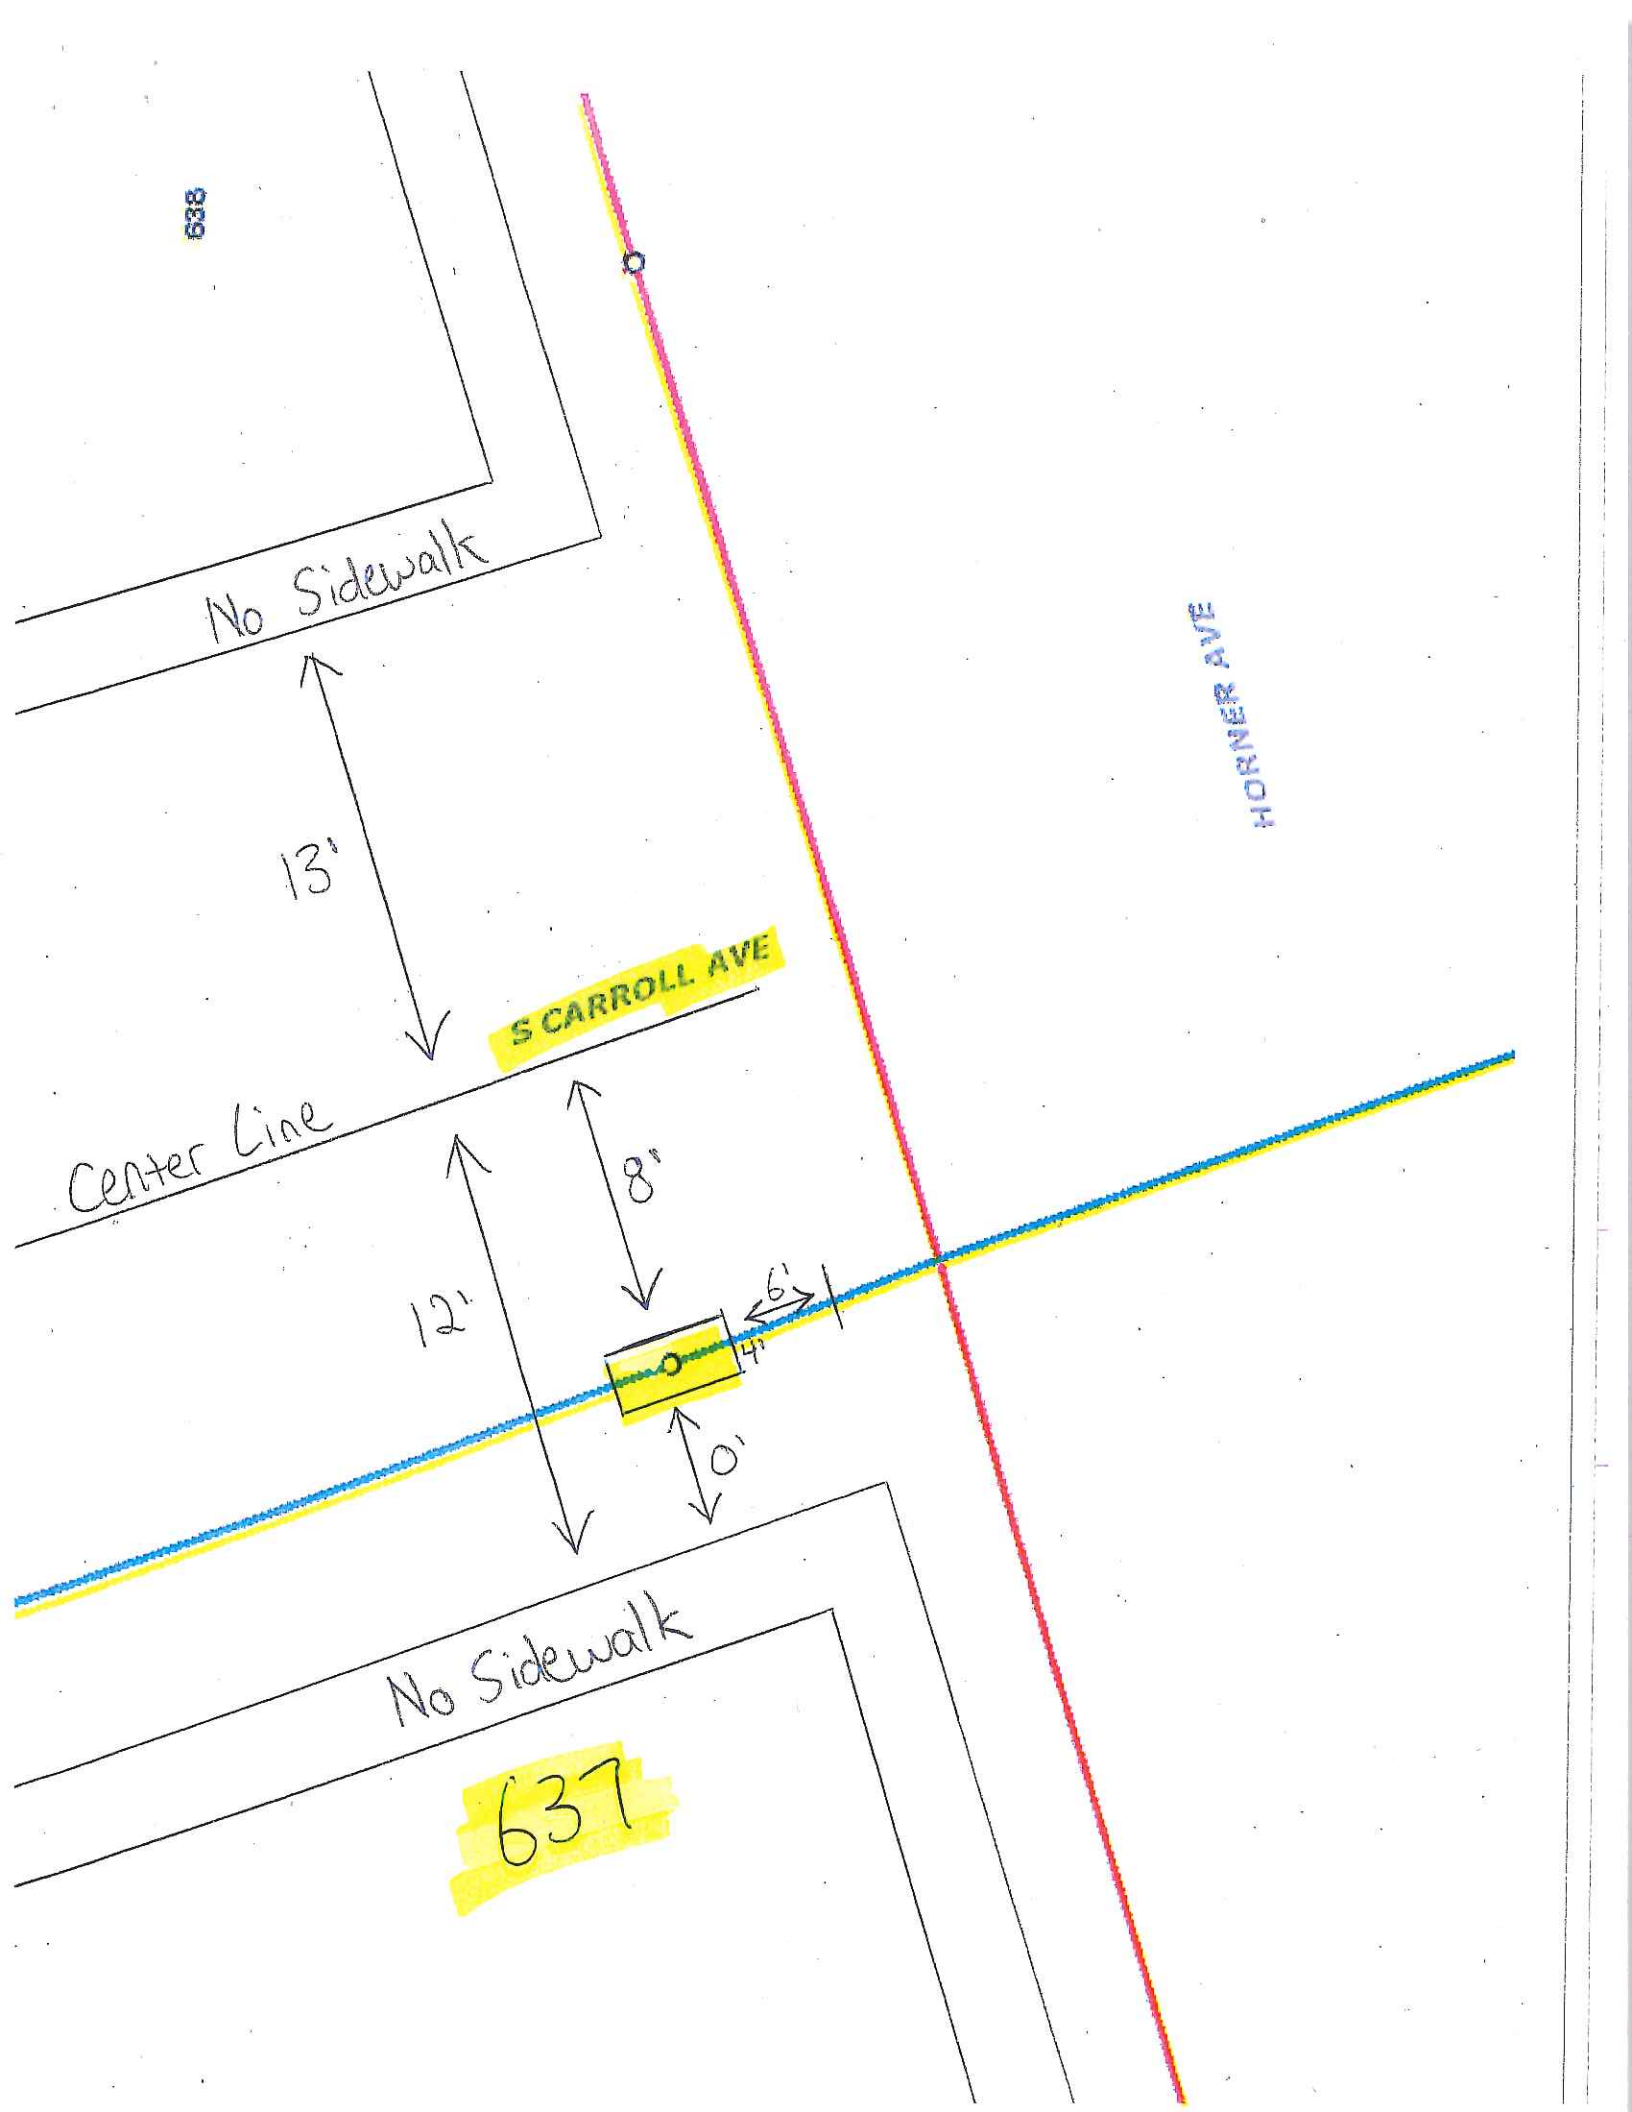 638
No Sidewalk
HORNER AVE
13'
S CARROLL AVE
Center Line
8'
12'
6'
4'
0'
No Sidewalk
637